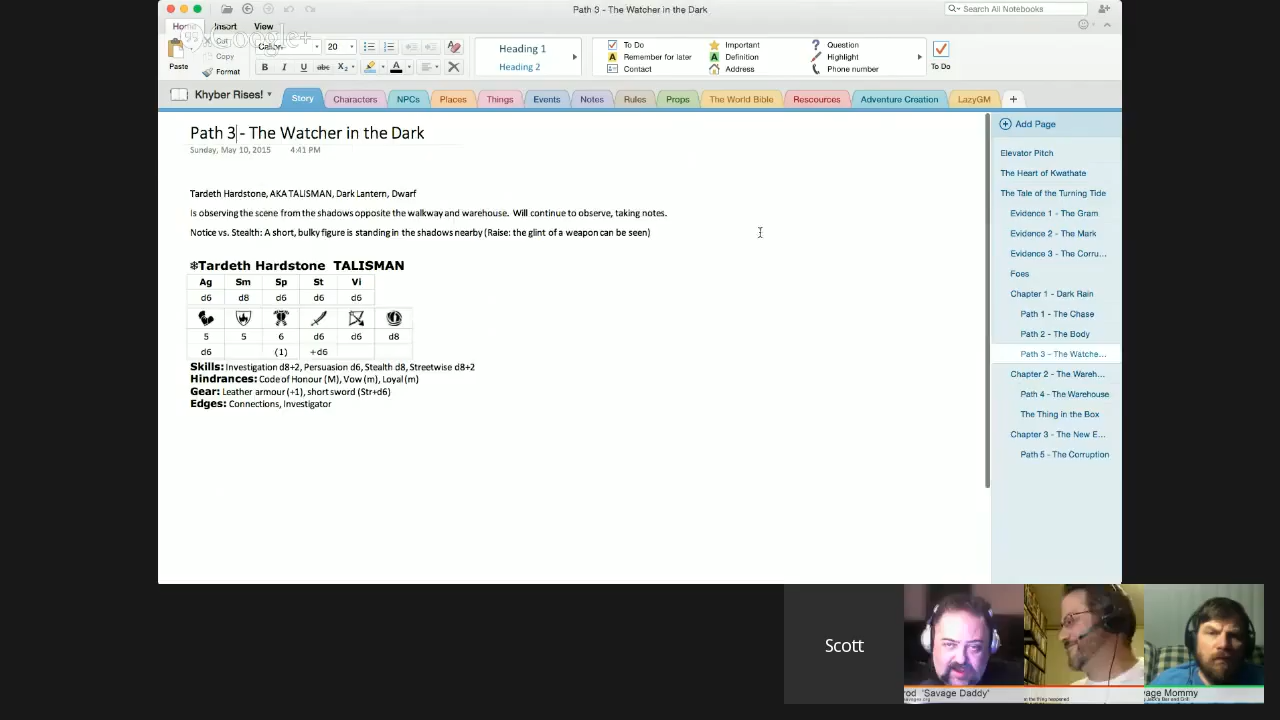 Path 3 - The Watcher in the Dark
Search All Notebooks
Home Insert View
Google+
Cut
Copy
Paste
Format
Calibri
20
B I U abc X₂ A
Heading 1
Heading 2
To Do Important Question
Remember for later Definition Highlight
Contact Address Phone number
To Do
Khyber Rises! Story Characters NPCs Places Things Events Notes Rules Props The World Bible Rescources Adventure Creation LazyGM +
Path 3 - The Watcher in the Dark
Sunday, May 10, 2015 4:41 PM
Tardeth Hardstone, AKA TALISMAN, Dark Lantern, Dwarf
Is observing the scene from the shadows opposite the walkway and warehouse. Will continue to observe, taking notes.
Notice vs. Stealth: A short, bulky figure is standing in the shadows nearby (Raise: the glint of a weapon can be seen)
❄Tardeth Hardstone TALISMAN
Ag Sm Sp St Vi
d6 d8 d6 d6 d6
5 5 6 d6 d6 d8
d6 (1) +d6
Skills: Investigation d8+2, Persuasion d6, Stealth d8, Streetwise d8+2
Hindrances: Code of Honour (M), Vow (m), Loyal (m)
Gear: Leather armour (+1), short sword (Str+d6)
Edges: Connections, Investigator
Add Page
Elevator Pitch
The Heart of Kwathate
The Tale of the Turning Tide
Evidence 1 - The Gram
Evidence 2 - The Mark
Evidence 3 - The Corru...
Foes
Chapter 1 - Dark Rain
Path 1 - The Chase
Path 2 - The Body
Path 3 - The Watche...
Chapter 2 - The Wareh...
Path 4 - The Warehouse
The Thing in the Box
Chapter 3 - The New E...
Path 5 - The Corruption
Scott
rod "Savage Daddy"
vage Mommy